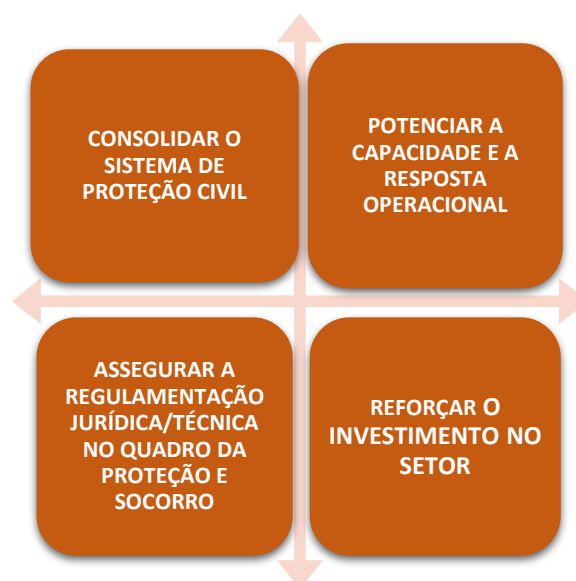 CONSOLIDAR O
SISTEMA DE
PROTEÇÃO CIVIL
POTENCIAR A
CAPACIDADE E A
RESPOSTA
OPERACIONAL
ASSEGURAR A
REGULAMENTAÇÃO
JURÍDICA/TÉCNICA
NO QUADRO DA
PROTEÇÃO E
SOCORRO
REFORÇAR O
INVESTIMENTO NO
SETOR